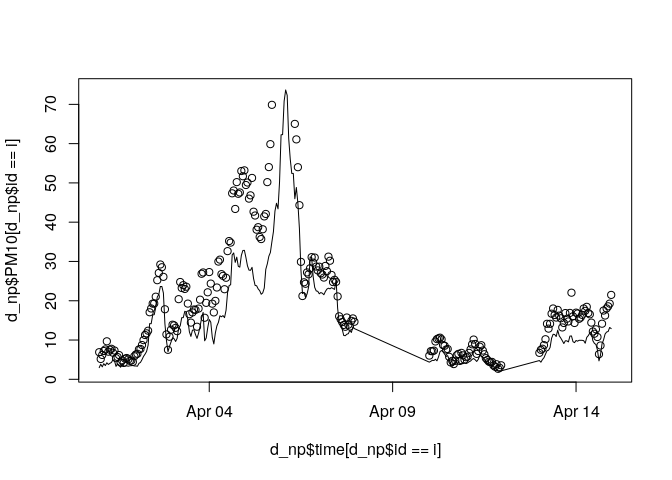 70
60
50
40
30
20
10
0
d_np$PM10[d_np$id == i]
Apr 04
Apr 09
Apr 14
d_np$time[d_np$id == i]